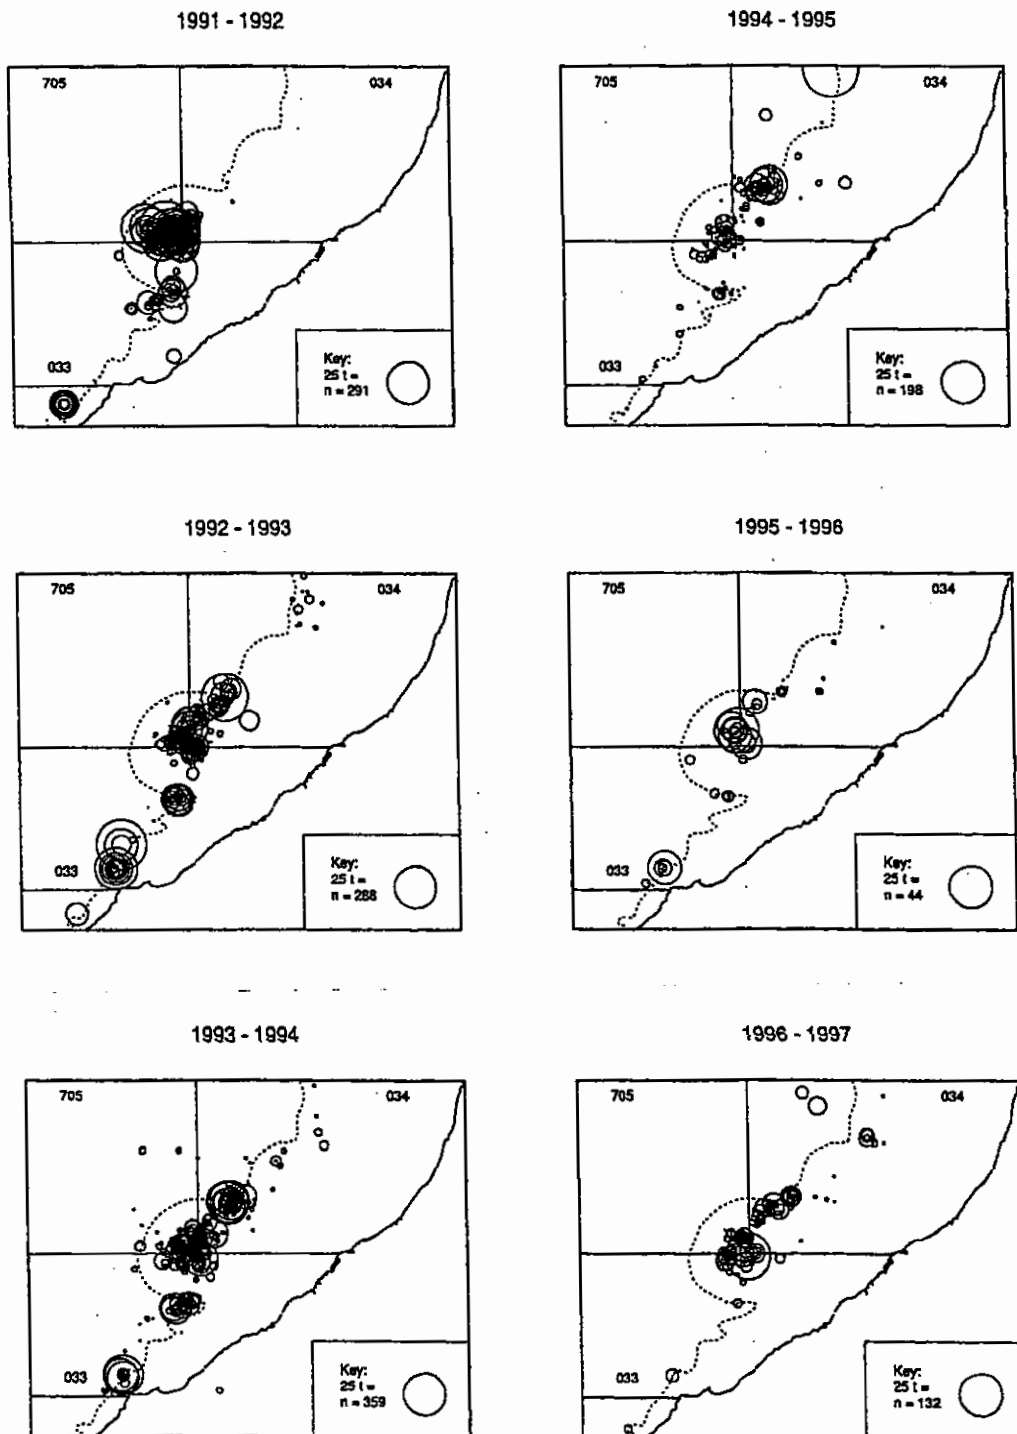 1991 - 1992
705
034
033
Key:
25 t =
n = 291
1994 - 1995
705
034
033
Key:
25 t =
n = 198
1992 - 1993
705
034
033
Key:
25 t =
n = 288
1995 - 1996
705
034
033
Key:
25 t =
n = 44
1993 - 1994
705
034
033
Key:
25 t =
n = 359
1996 - 1997
705
034
033
Key:
25 t =
n = 132